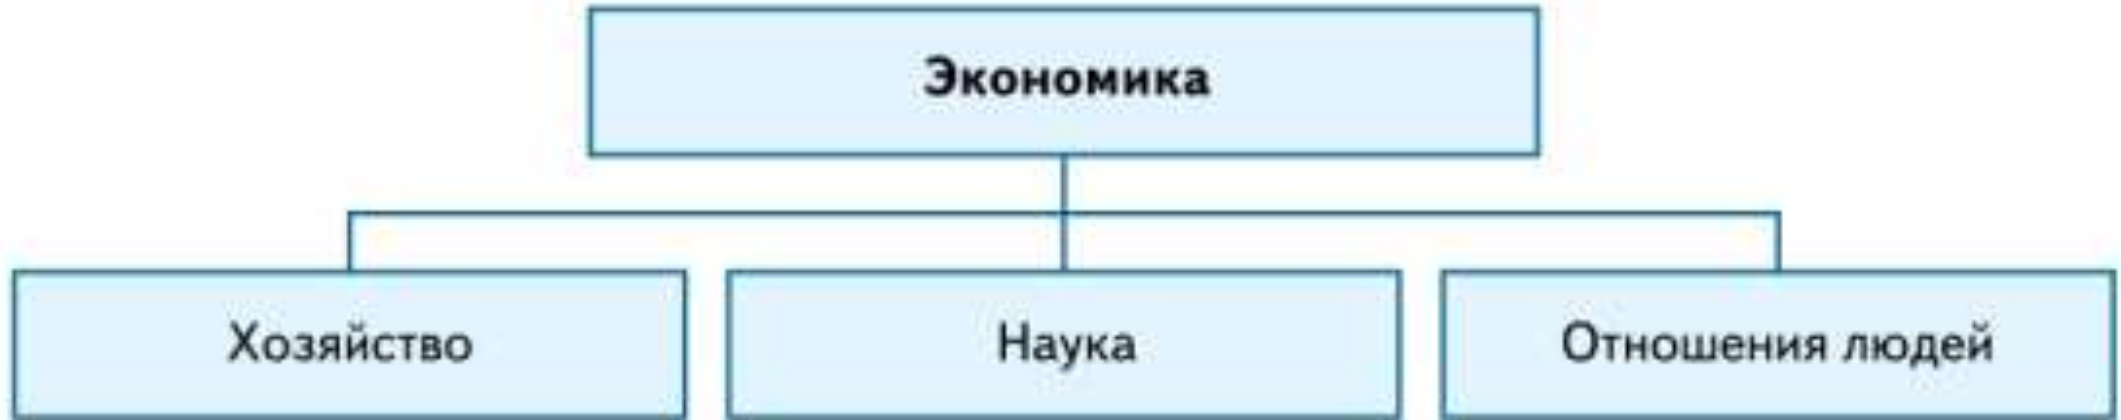 Экономика
Хозяйство
Наука
Отношения людей